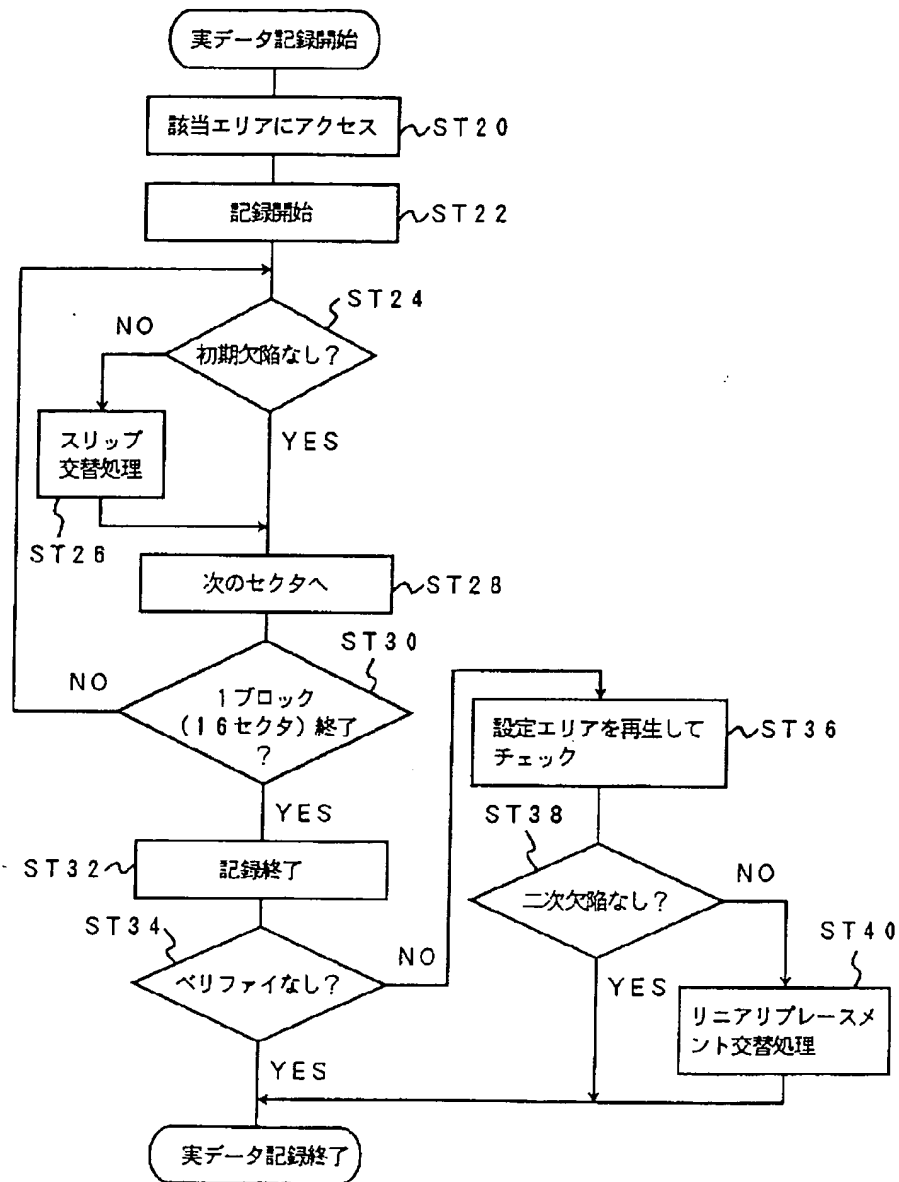 実データ記録開始
該当エリアにアクセス
ST20
記録開始
ST22
ST24
NO
初期欠陥なし?
YES
スリップ
交替処理
ST26
次のセクタへ
ST28
ST30
NO
1ブロック
(16セクタ)終了
?
YES
設定エリアを再生して
チェック
ST36
ST38
二次欠陥なし?
NO
YES
ST40
リニアリプレースメ
ント交替処理
ST32
記録終了
ST34
ベリファイなし?
NO
YES
実データ記録終了